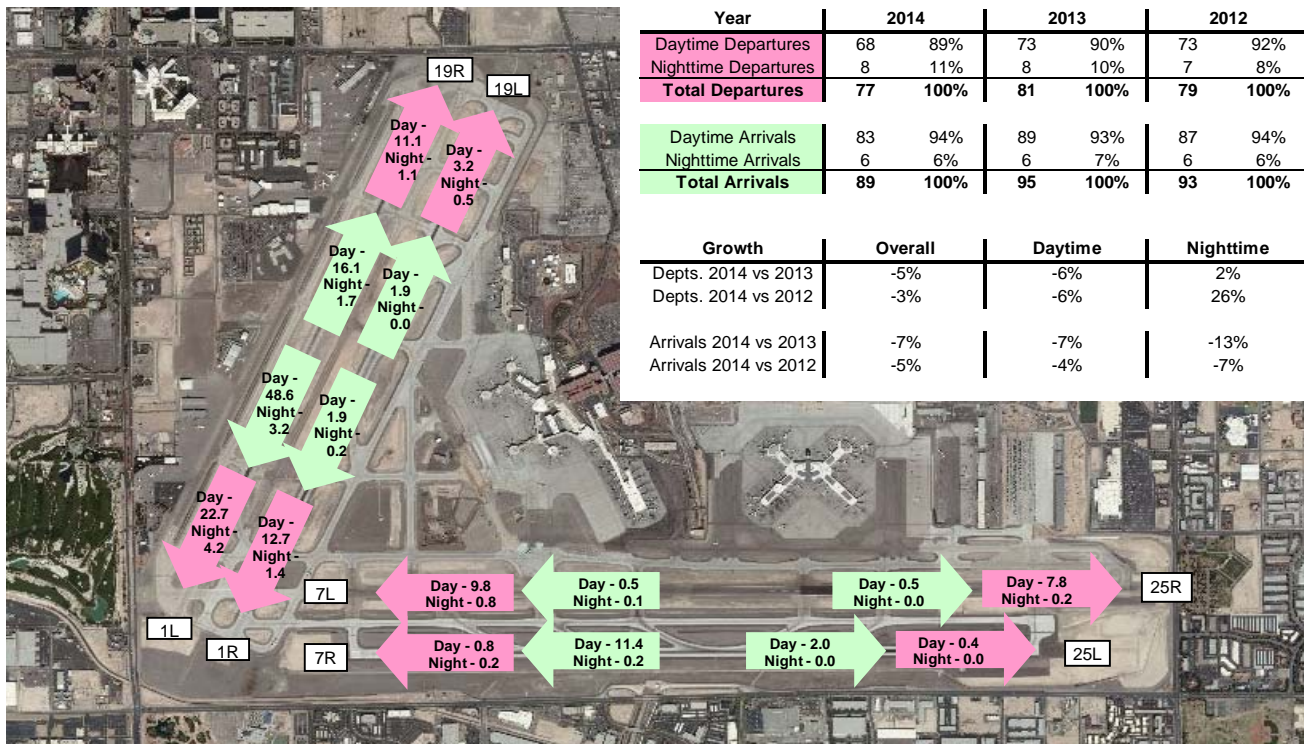 Year 2014 2013 2012
Daytime Departures 68 89% 73 90% 73 92%
Nighttime Departures 8 11% 8 10% 7 8%
Total Departures 77 100% 81 100% 79 100%
Daytime Arrivals 83 94% 89 93% 87 94%
Nighttime Arrivals 6 6% 6 7% 6 6%
Total Arrivals 89 100% 95 100% 93 100%
Growth Overall Daytime Nighttime
Depts. 2014 vs 2013 -5% -6% 2%
Depts. 2014 vs 2012 -3% -6% 26%
Arrivals 2014 vs 2013 -7% -7% -13%
Arrivals 2014 vs 2012 -5% -4% -7%
19R
19L
Day -
11.1
Night -
1.1
Day -
3.2
Night -
0.5
Day -
16.1
Night -
1.7
Day -
1.9
Night -
0.0
Day -
48.6
Night -
3.2
Day -
1.9
Night -
0.2
Day -
22.7
Night -
4.2
Day -
12.7
Night -
1.4
1L
1R
7L
Day - 9.8
Night - 0.8
Day - 0.5
Night - 0.1
Day - 0.5
Night - 0.0
Day - 7.8
Night - 0.2
25R
7R
Day - 0.8
Night - 0.2
Day - 11.4
Night - 0.2
Day - 2.0
Night - 0.0
Day - 0.4
Night - 0.0
25L